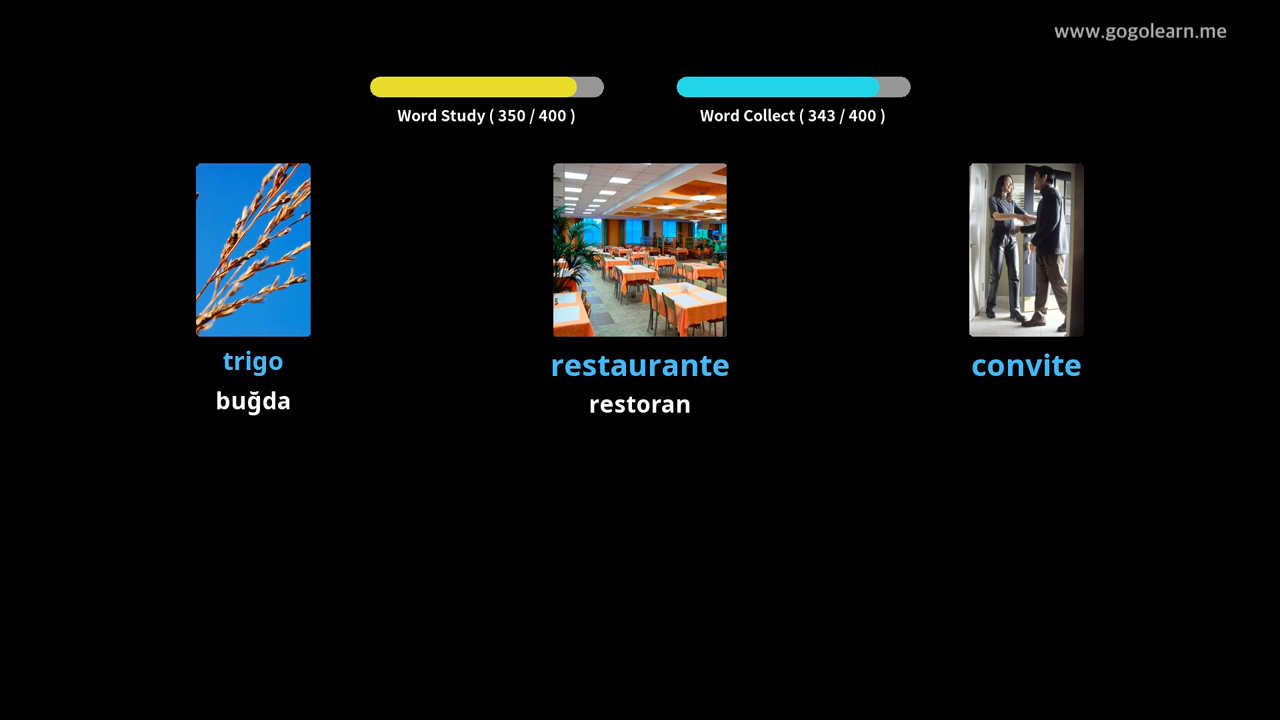 www.gogolearn.me
Word Study ( 350 / 400 )
Word Collect ( 343 / 400 )
trigo
buğda
restaurante
restoran
convite